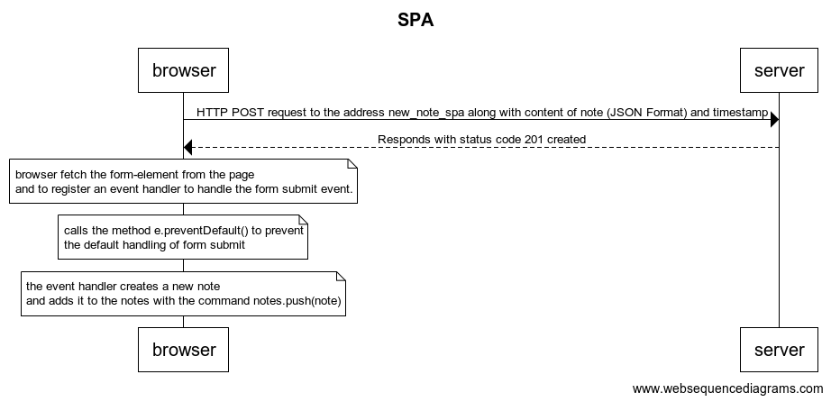 SPA
browser
server
HTTP POST request to the address new_note_spa along with content of note (JSON Format) and timestamp
Responds with status code 201 created
browser fetch the form-element from the page
and to register an event handler to handle the form submit event.
calls the method e.preventDefault() to prevent
the default handling of form submit
the event handler creates a new note
and adds it to the notes with the command notes.push(note)
browser
server
www.websequencediagrams.com